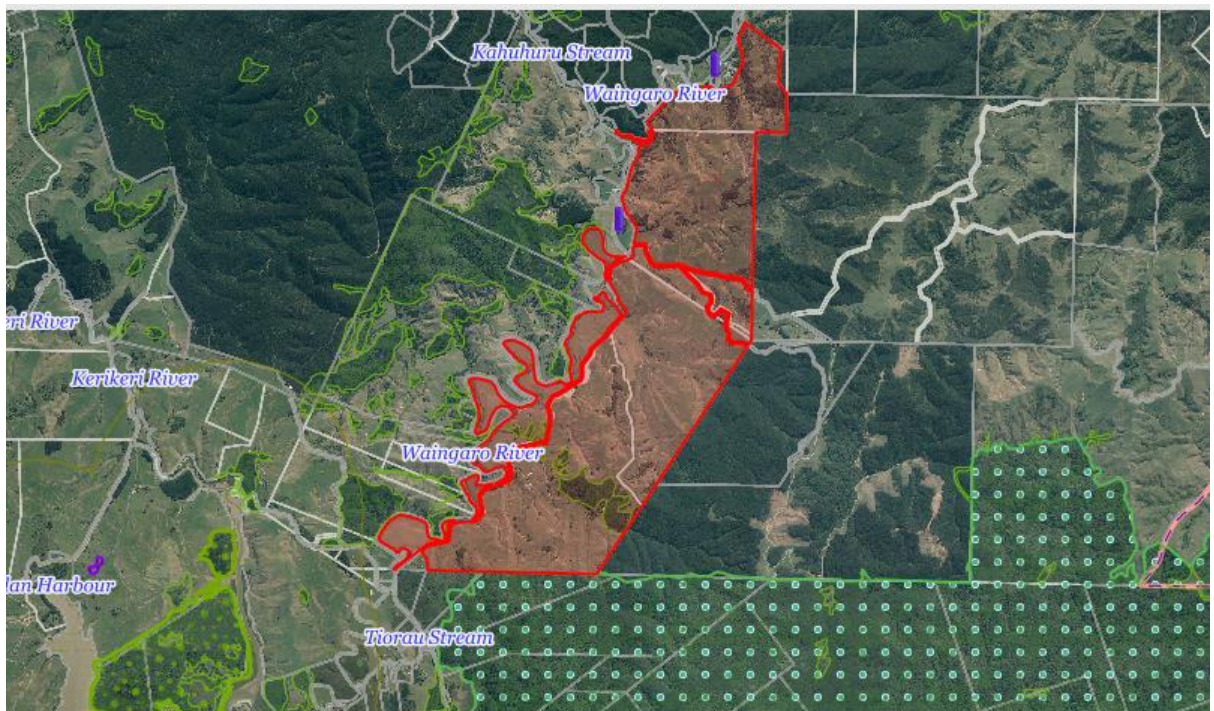 Kahuhuru Stream
Waingaro River
eri River
Kerikeri River
Waingaro River
lan Harbour
Tiorau Stream